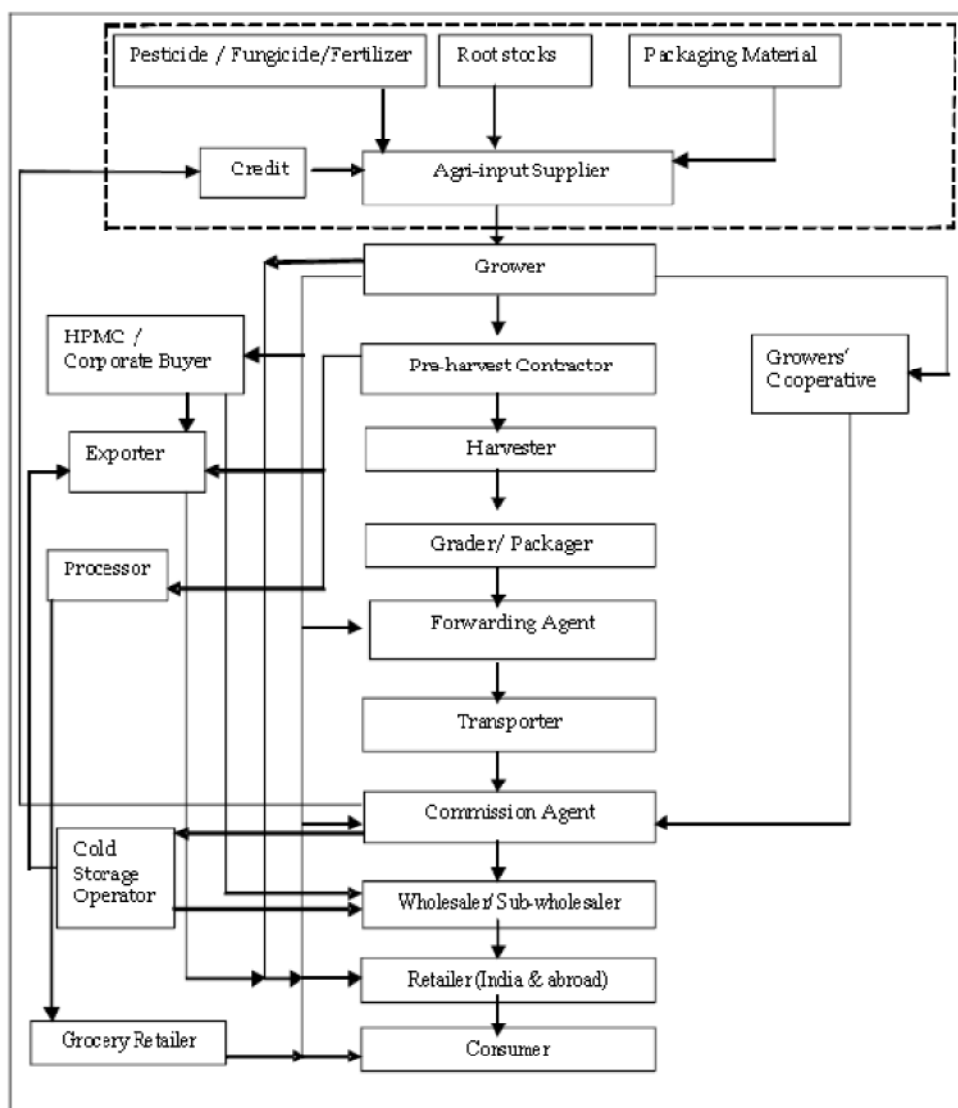 Pesticide / Fungicide/Fertilizer
Root stocks
Packaging Material
Credit
Agri-input Supplier
Grower
HPMC /
Corporate Buyer
Pre-harvest Contractor
Growers'
Cooperative
Exporter
Harvester
Grader/ Packager
Processor
Forwarding Agent
Transporter
Commission Agent
Cold
Storage
Operator
Wholesaler/ Sub-wholesaler
Retailer (India & abroad)
Grocery Retailer
Consumer